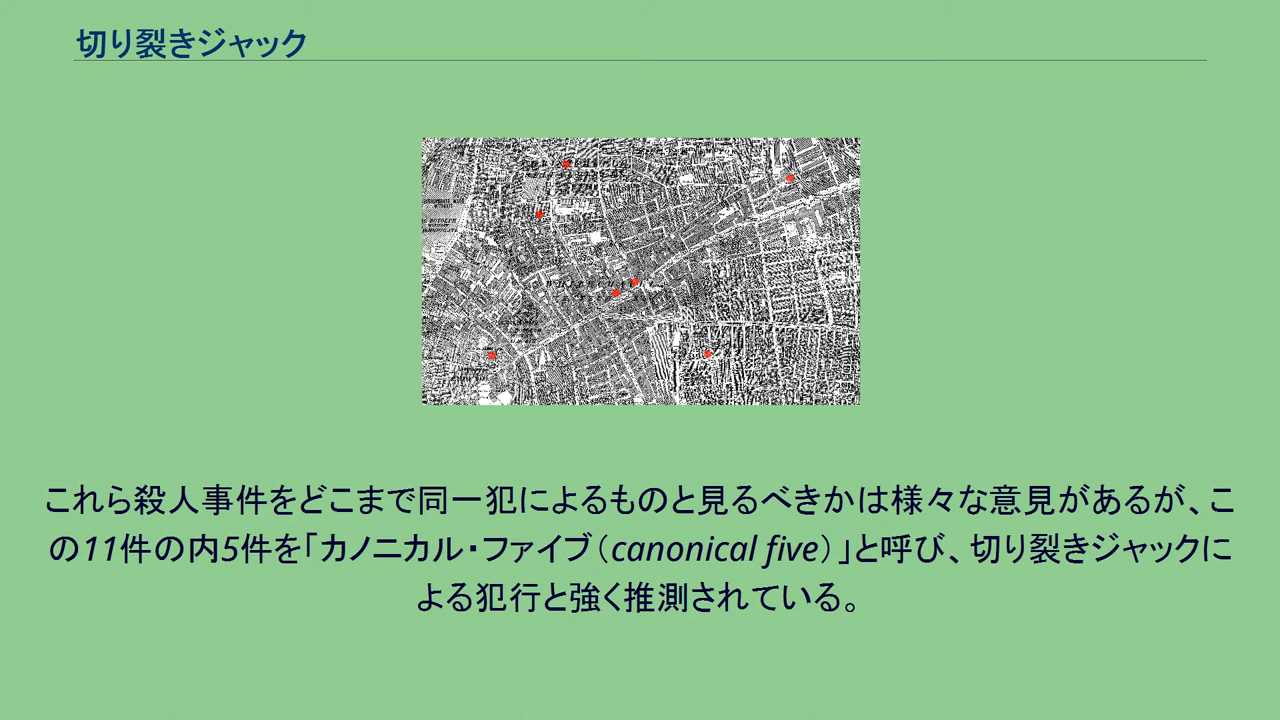 切り裂きジャック
これら殺人事件をどこまで同一犯によるものと見るべきかは様々な意見があるが、こ
の11件の内5件を「カノニカル・ファイブ（canonical five）」と呼び、切り裂きジャックに
よる犯行と強く推測されている。